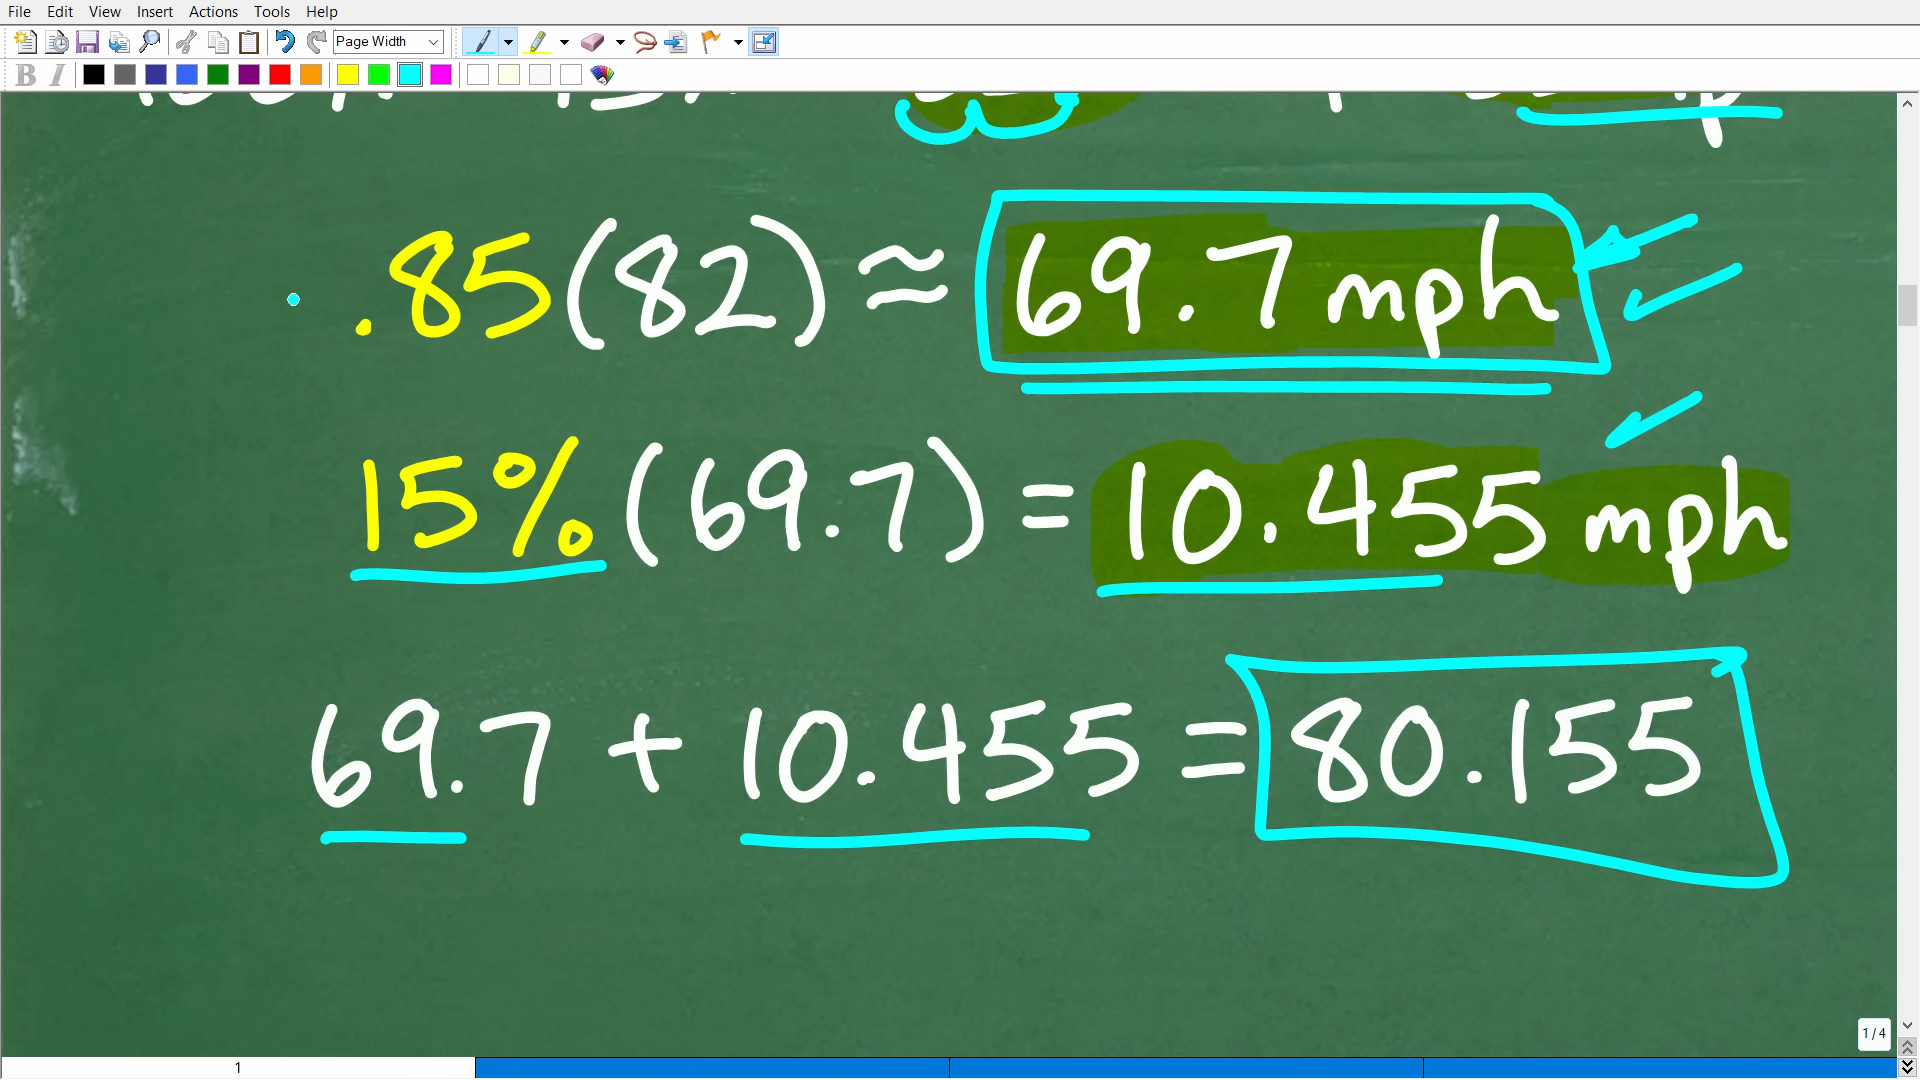 File Edit View Insert Actions Tools Help
Page Width
B I
.85(82) ≈ 69.7 mph
15% (69.7) = 10.455 mph
69.7 + 10.455 = 80.155
1 / 4
1